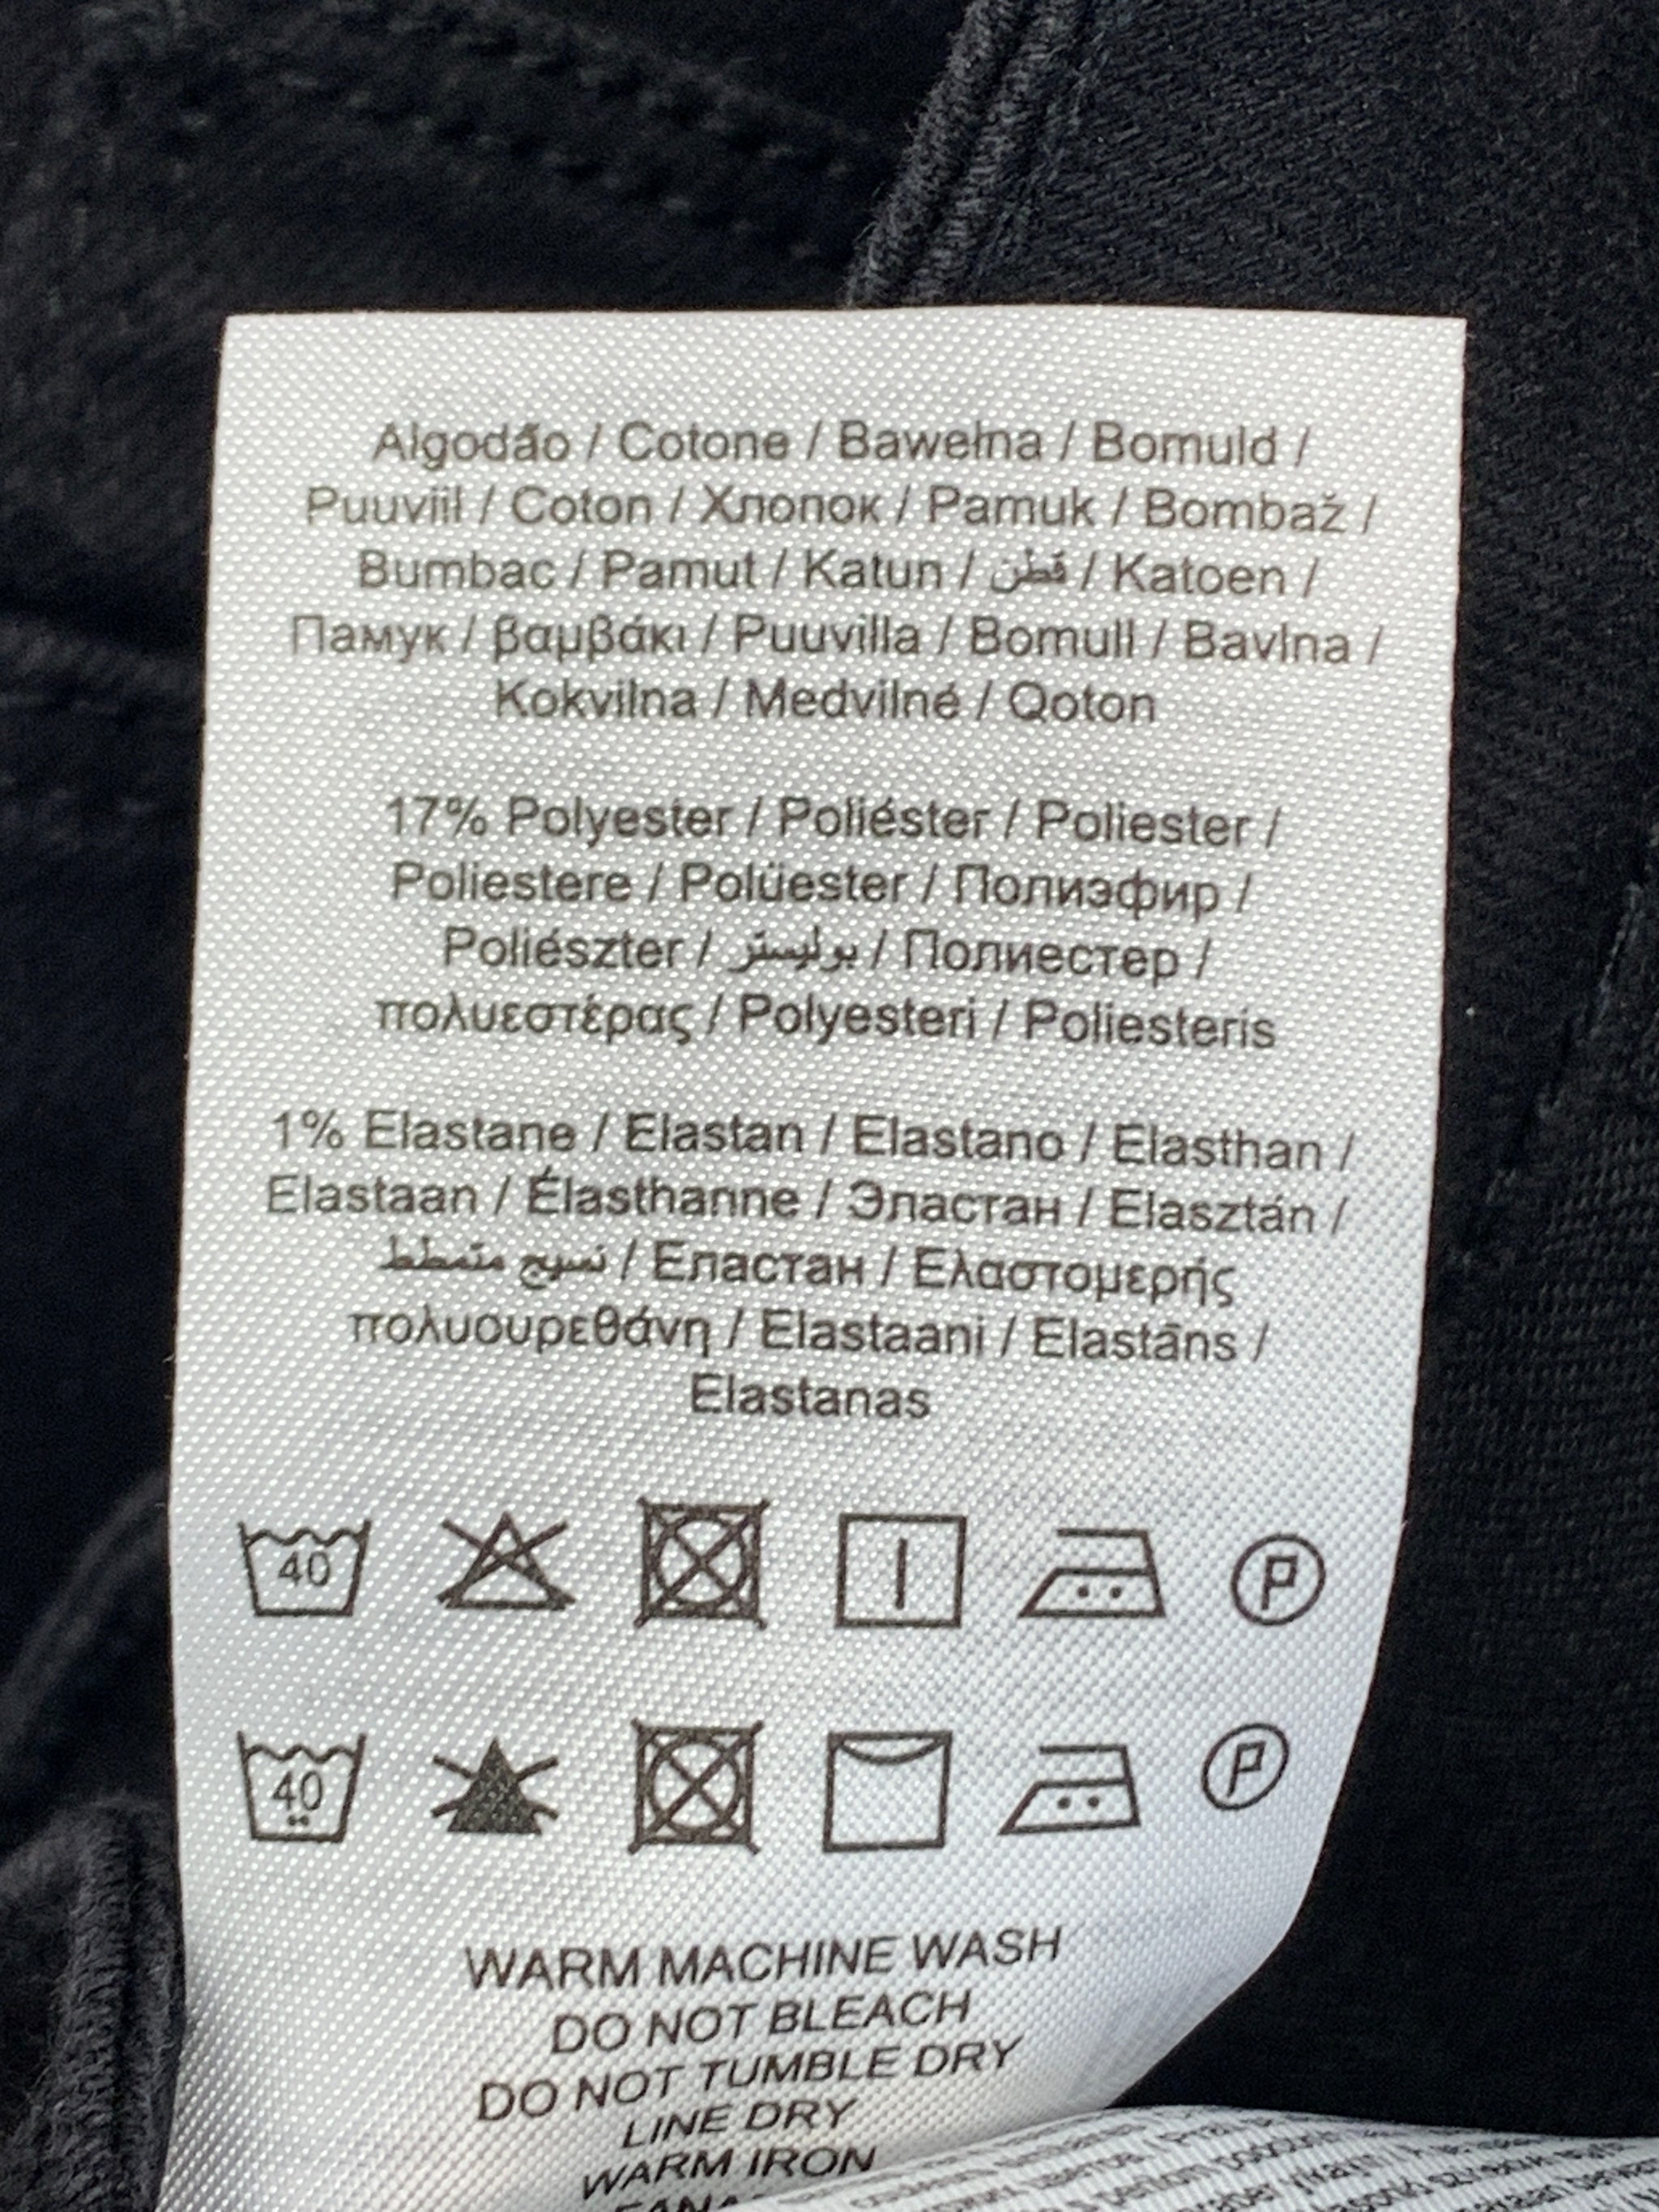 Algodão / Cotone / Bawełna / Bomuld /
Puuviil / Coton / Хлопок / Pamuk / Bombaž /
Bumbac / Pamut / Katun / قطن / Katoen /
Памук / βαμβάκι / Puuvilla / Bomull / Bavlna /
Kokvilna / Medvilné / Qoton
17% Polyester / Poliéster / Poliester /
Poliestere / Polüester / Полиэфир /
Poliészter / بوليستر / Полиестер /
πολυεστέρας / Polyesteri / Poliesteris
1% Elastane / Elastan / Elastano / Elasthan /
Elastaan / Élasthanne / Эластан / Elasztán /
نسيج متمطط / Еластан / Ελαστομερής
πολυουρεθάνη / Elastaani / Elastāns /
Elastanas
40 P
40 P
WARM MACHINE WASH
DO NOT BLEACH
DO NOT TUMBLE DRY
LINE DRY
WARM IRON